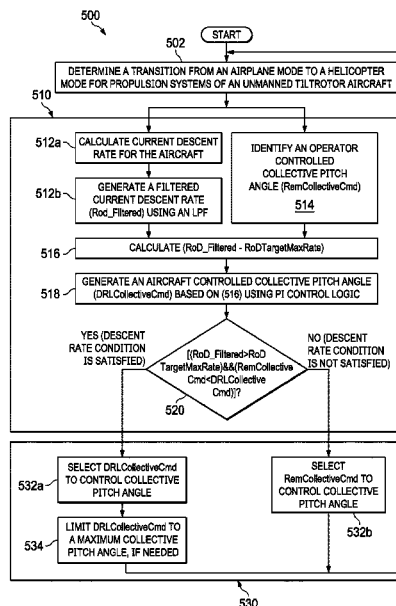 500
START
502
DETERMINE A TRANSITION FROM AN AIRPLANE MODE TO A HELICOPTER
MODE FOR PROPULSION SYSTEMS OF AN UNMANNED TILTROTOR AIRCRAFT
510
512a
CALCULATE CURRENT DESCENT
RATE FOR THE AIRCRAFT
512b
GENERATE A FILTERED
CURRENT DESCENT RATE
(Rod_Filtered) USING AN LPF
IDENTIFY AN OPERATOR
CONTROLLED
COLLECTIVE PITCH
ANGLE (RemCollectiveCmd)
514
516
CALCULATE (RoD_Filtered - RoDTargetMaxRate)
518
GENERATE AN AIRCRAFT CONTROLLED COLLECTIVE PITCH ANGLE
(DRLCollectiveCmd) BASED ON (516) USING PI CONTROL LOGIC
YES (DESCENT
RATE CONDITION
IS SATISFIED)
[(RoD_Filtered>RoD
TargetMaxRate)&&(RemCollective
Cmd<DRLCollective
Cmd)]?
520
NO (DESCENT
RATE CONDITION
IS NOT SATISFIED)
532a
SELECT
DRLCollectiveCmd TO
CONTROL COLLECTIVE
PITCH ANGLE
534
LIMIT DRLCollectiveCmd TO
A MAXIMUM COLLECTIVE
PITCH ANGLE, IF NEEDED
SELECT
RemCollectiveCmd TO
CONTROL COLLECTIVE
PITCH ANGLE
532b
530